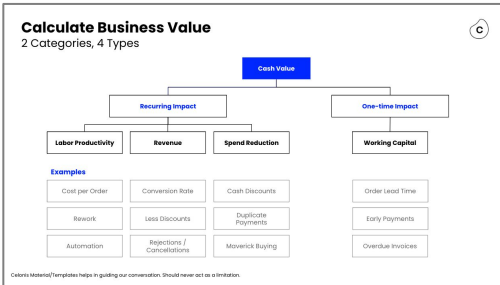 Calculate Business Value
2 Categories, 4 Types
C
Cash Value
Recurring Impact
One-time Impact
Labor Productivity
Revenue
Spend Reduction
Working Capital
Examples
Cost per Order
Conversion Rate
Cash Discounts
Order Lead Time
Rework
Less Discounts
Duplicate
Payments
Early Payments
Automation
Rejections /
Cancellations
Maverick Buying
Overdue Invoices
Celonis Material/Templates helps in guiding our conversation. Should never act as a limitation.